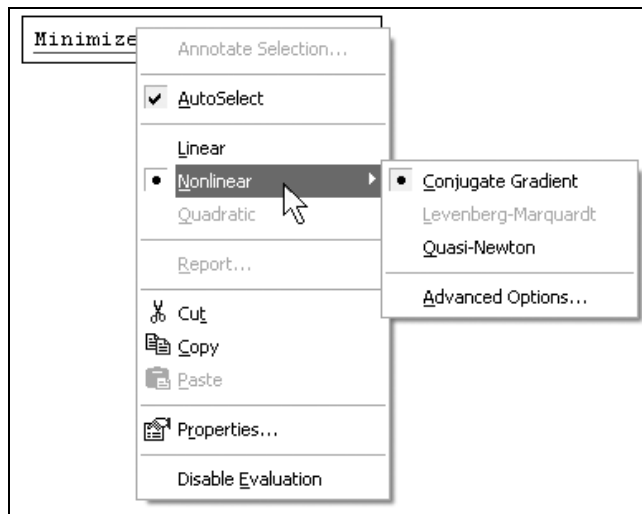 Minimize
Annotate Selection...
AutoSelect
Linear
Nonlinear
Quadratic
Report...
Cut
Copy
Paste
Properties...
Disable Evaluation
Conjugate Gradient
Levenberg-Marquardt
Quasi-Newton
Advanced Options...